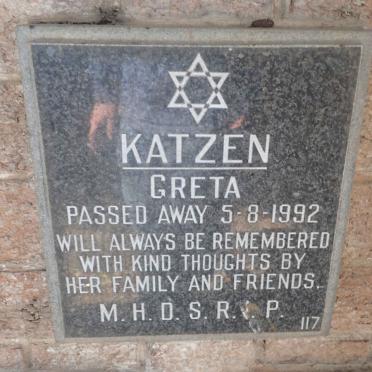 KATZEN
GRETA
PASSED AWAY 5-8-1992
WILL ALWAYS BE REMEMBERED
WITH KIND THOUGHTS BY
HER FAMILY AND FRIENDS.
M.H.D.S.R.I.P.
117